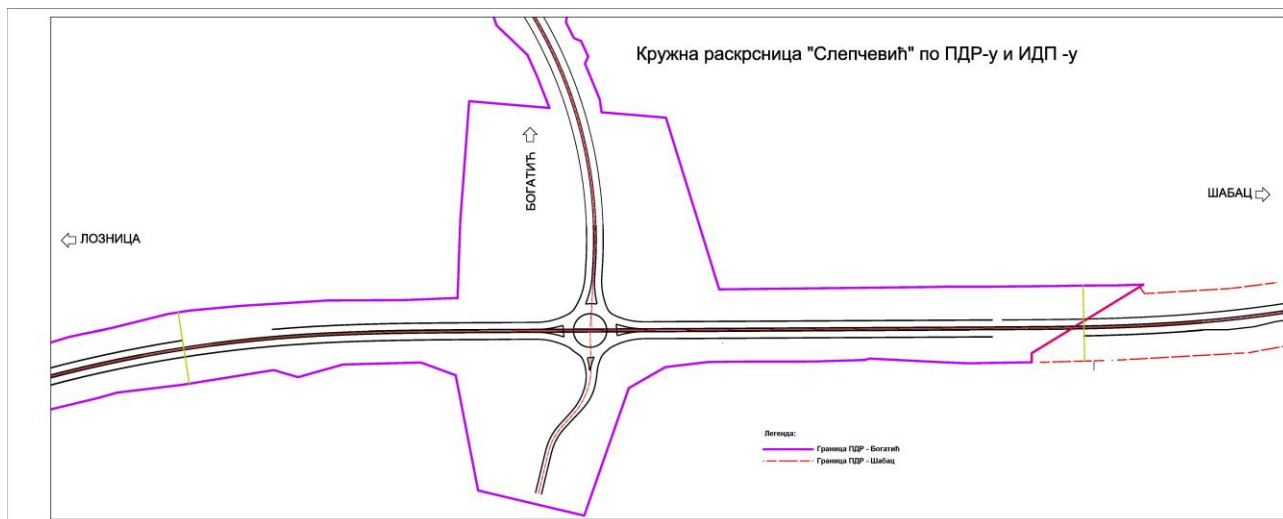 Кружна раскрсница "Слепчевић" по ПДР-у и ИДП -у
БОГАТИЋ
ШАБАЦ
ЛОЗНИЦА
Легенда:
Граница ПДР - Богатић
Граница ПДР - Шабац